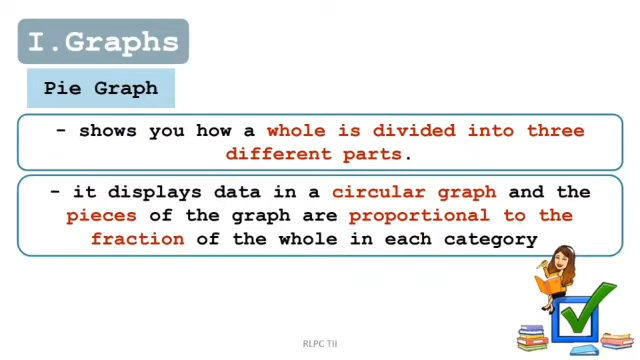 I.Graphs
Pie Graph
- shows you how a whole is divided into three
different parts.
- it displays data in a circular graph and the
pieces of the graph are proportional to the
fraction of the whole in each category
RLPC TII